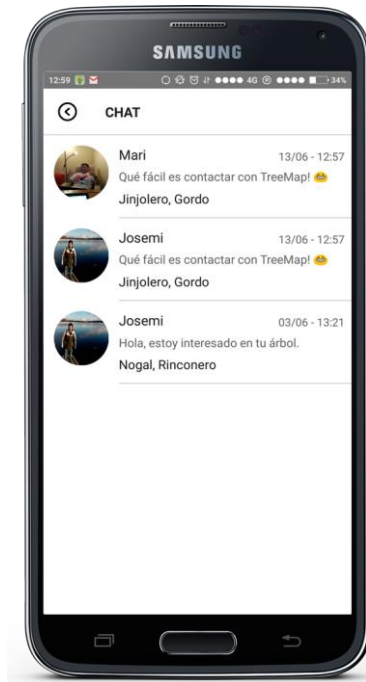 SAMSUNG
12:59 4G 34%
CHAT
Mari 13/06 - 12:57
Qué fácil es contactar con TreeMap! 😊
Jinjolero, Gordo
Josemi 13/06 - 12:57
Qué fácil es contactar con TreeMap! 😊
Jinjolero, Gordo
Josemi 03/06 - 13:21
Hola, estoy interesado en tu árbol.
Nogal, Rinconero